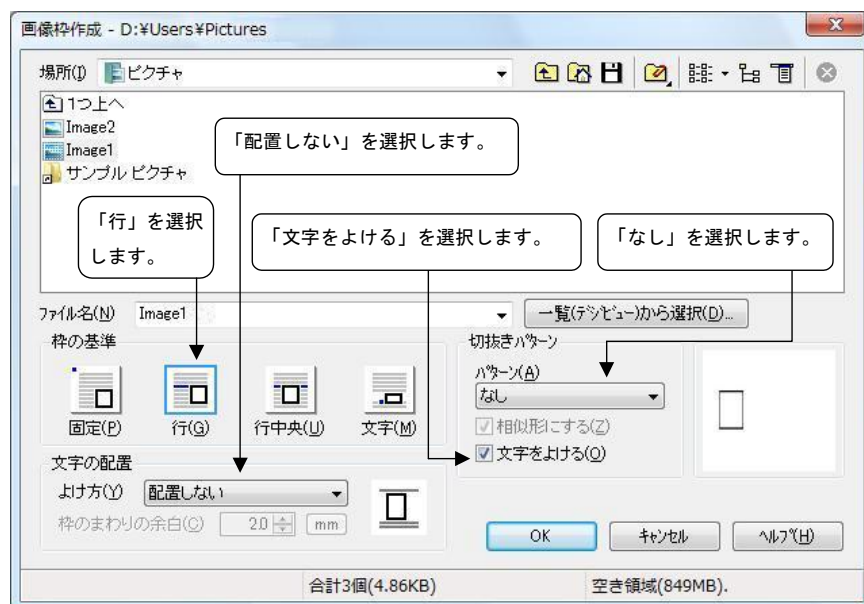 画像枠作成 - D:¥Users¥Pictures
場所(I) ピクチャ
1つ上へ
Image2
Image1
サンプル ピクチャ
「配置しない」を選択します。
「行」を選択
します。
「文字をよける」を選択します。
「なし」を選択します。
ファイル名(N) Image1 一覧(デンビュー)から選択(D)...
枠の基準
固定(P) 行(G) 行中央(U) 文字(M)
切抜きパターン
パターン(A)
なし
相似形にする(Z)
文字をよける(O)
文字の配置
よけ方(Y) 配置しない
枠のまわりの余白(C) 2.0 mm
OK キャンセル ヘルプ(H)
合計3個(4.86KB) 空き領域(849MB).